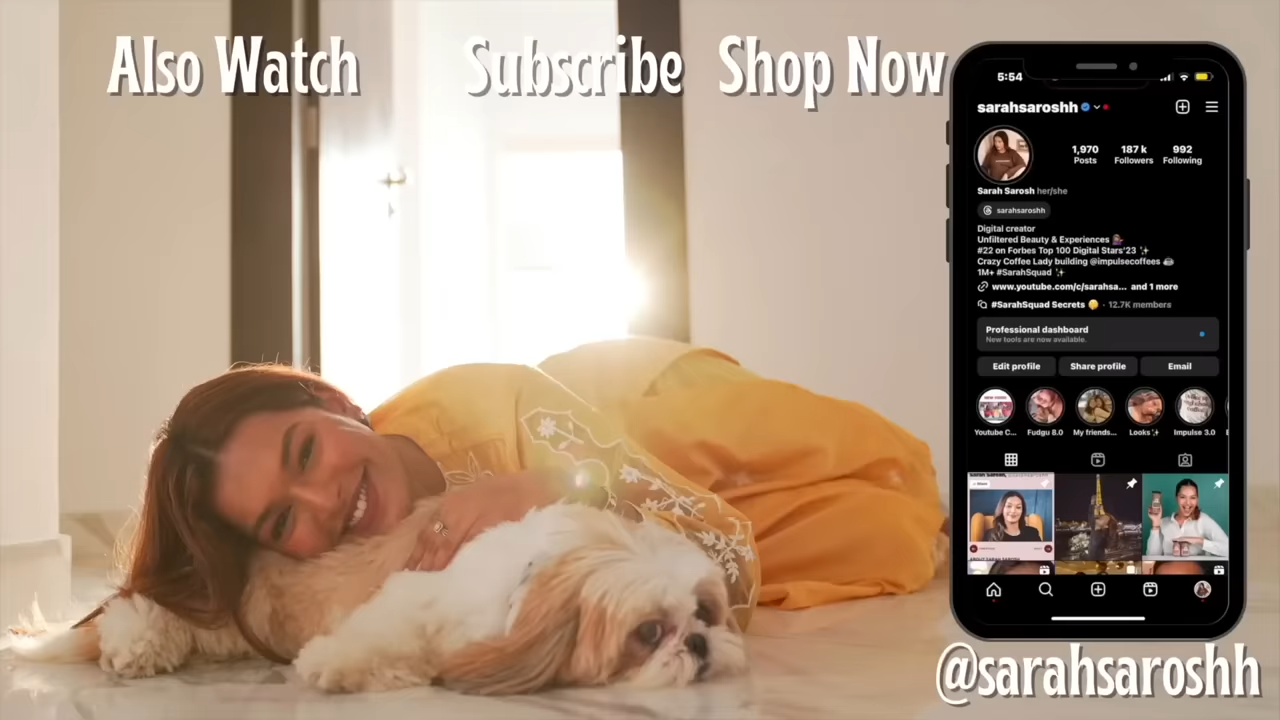 Also Watch
Subscribe
Shop Now
5:54
sarahsaroshh
1,970
187 k
992
Posts
Followers
Following
Sarah Sarosh her/she
sarahsaroshh
Digital creator
Unfiltered Beauty & Experiences 💁🏽‍♀️
#22 on Forbes Top 100 Digital Stars'23 ✨
Crazy Coffee Lady building @impulsecoffees ☕
1M+ #SarahSquad ✨
www.youtube.com/c/sarahsa... and 1 more
#SarahSquad Secrets 🤫 · 12.7K members
Professional dashboard
New tools are now available.
Edit profile
Share profile
Email
Youtube C...
Fudgu 8.0
My friends...
Looks ✨
Impulse 3.0
@sarahsaroshh